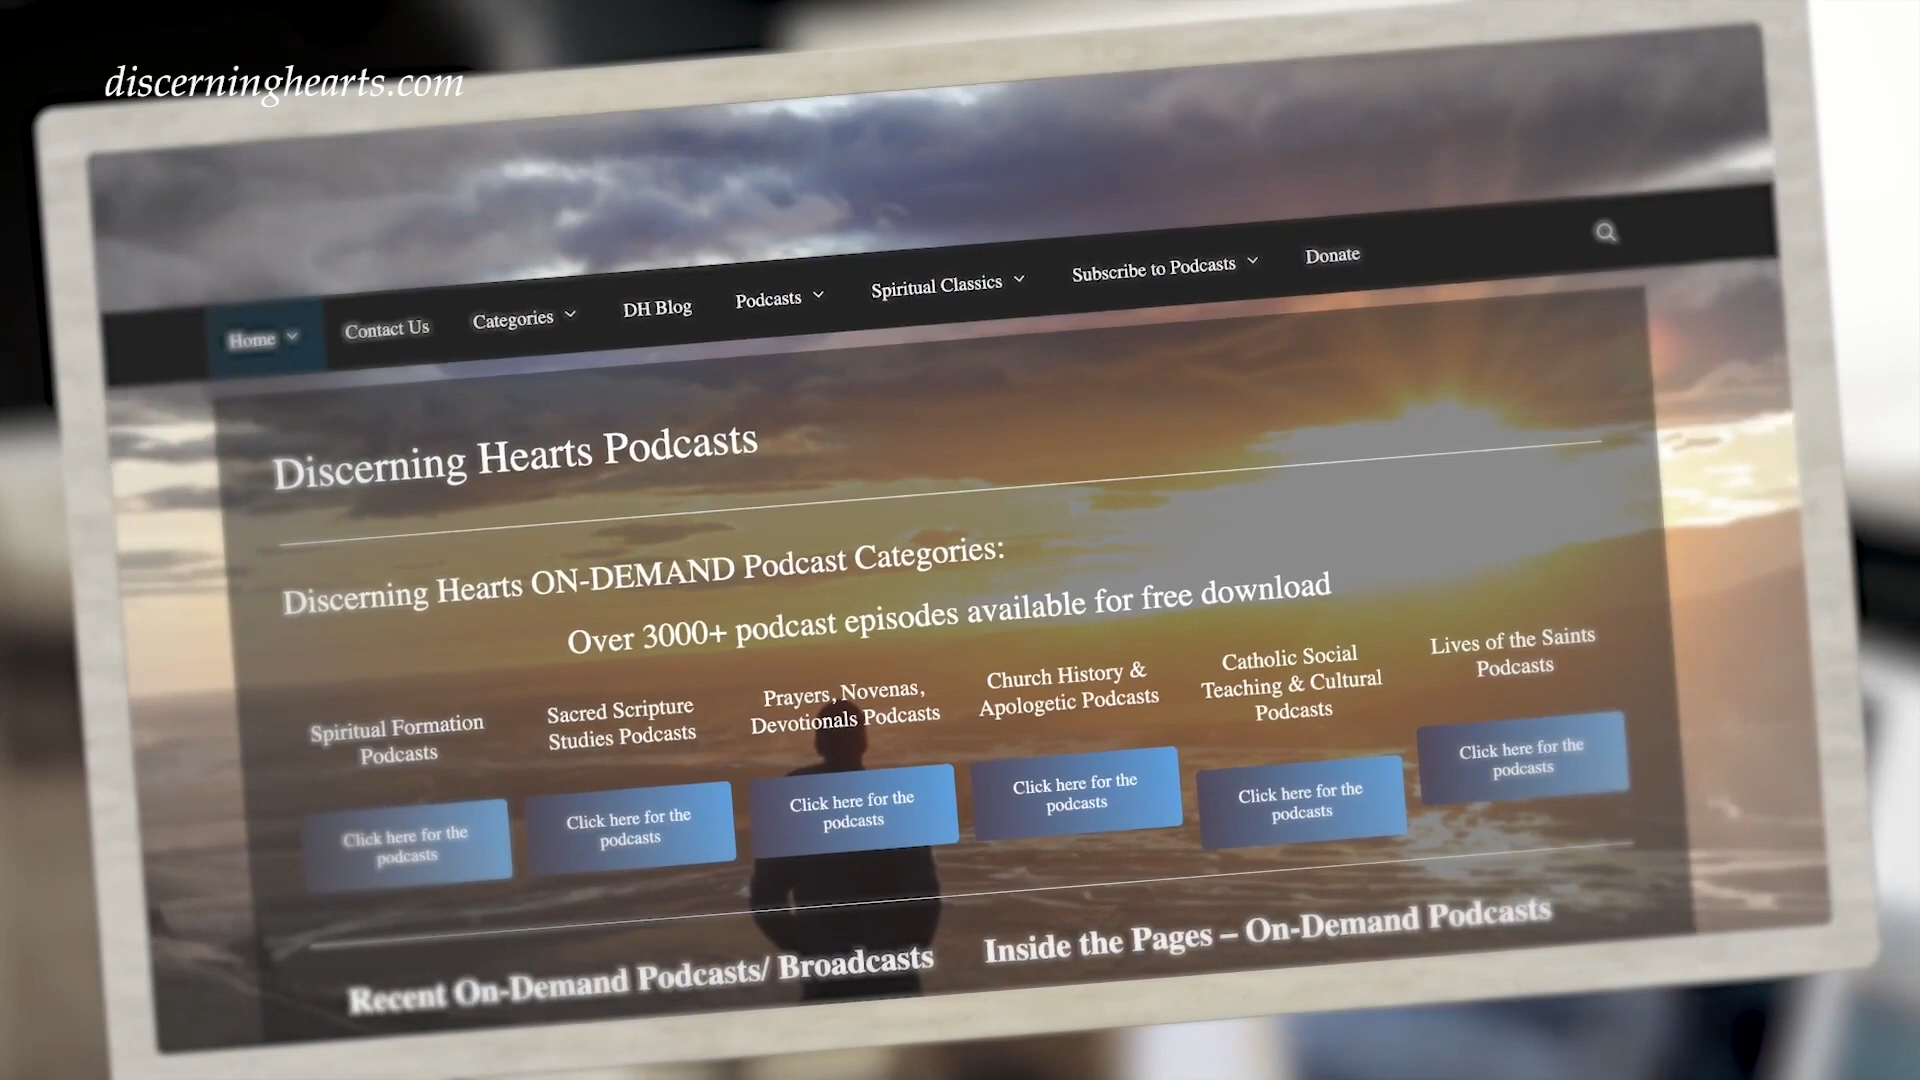 discerninghearts.com
Home
Contact Us
Categories
DH Blog
Podcasts
Spiritual Classics
Subscribe to Podcasts
Donate
Discerning Hearts Podcasts
Discerning Hearts ON-DEMAND Podcast Categories:
Over 3000+ podcast episodes available for free download
Spiritual Formation
Podcasts
Click here for the
podcasts
Sacred Scripture
Studies Podcasts
Click here for the
podcasts
Prayers, Novenas,
Devotionals Podcasts
Click here for the
podcasts
Church History &
Apologetic Podcasts
Click here for the
podcasts
Catholic Social
Teaching & Cultural
Podcasts
Click here for the
podcasts
Lives of the Saints
Podcasts
Click here for the
podcasts
Recent On-Demand Podcasts/ Broadcasts
Inside the Pages – On-Demand Podcasts